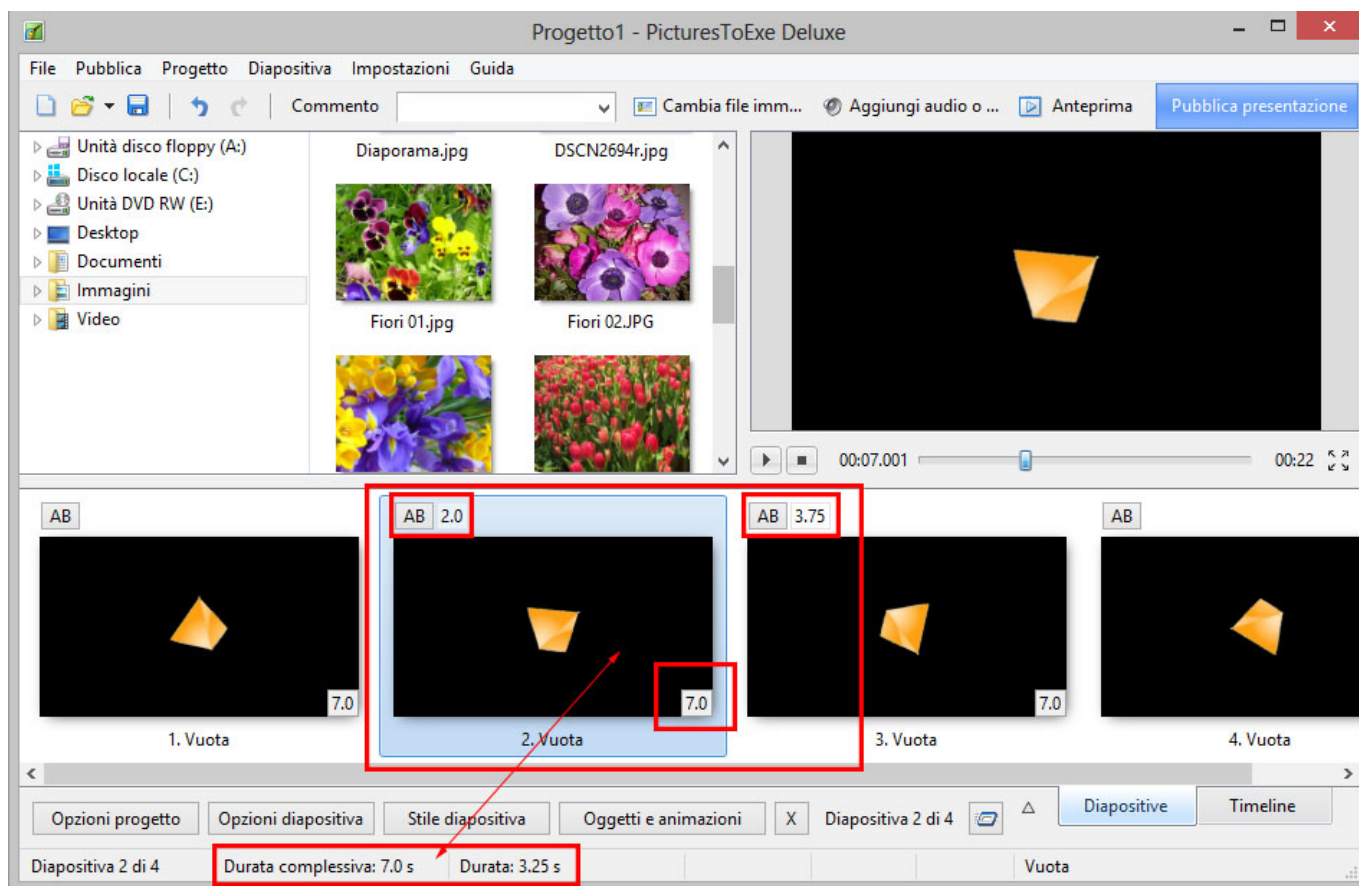 Progetto1 - PicturesToExe Deluxe
File Pubblica Progetto Diapositiva Impostazioni Guida
Commento Cambia file imm... Aggiungi audio o ... Anteprima Pubblica presentazione
Unità disco floppy (A:)
Disco locale (C:)
Unità DVD RW (E:)
Desktop
Documenti
Immagini
Video
Diaporama.jpg DSCN2694r.jpg
Fiori 01.jpg Fiori 02.JPG
00:07.001 00:22
AB AB 2.0 AB 3.75 AB
7.0 7.0 7.0
1. Vuota 2. Vuota 3. Vuota 4. Vuota
Opzioni progetto Opzioni diapositiva Stile diapositiva Oggetti e animazioni X Diapositiva 2 di 4 Diapositive Timeline
Diapositiva 2 di 4 Durata complessiva: 7.0 s Durata: 3.25 s Vuota